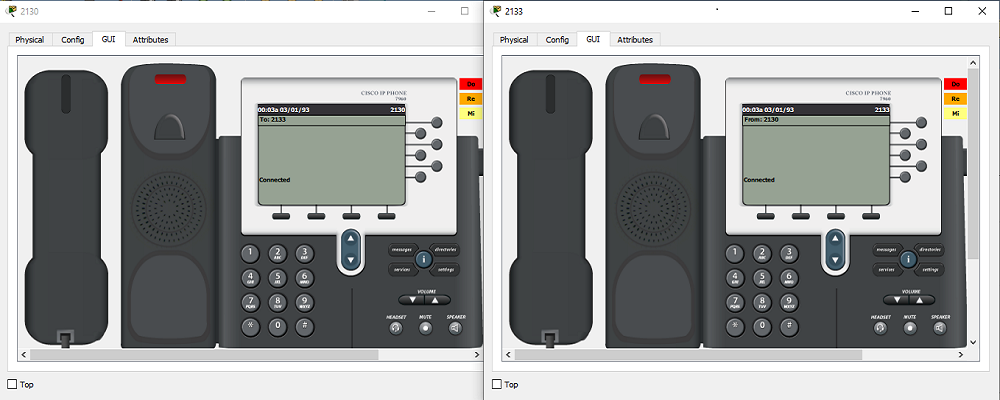 2130
Physical Config GUI Attributes
CISCO IP PHONE
7960
Do
Re
Mi
00:03a 03/01/93 2130
To: 2133
Connected
1 2 ABC 3 DEF
4 GHI 5 JKL 6 MNO
7 PQRS 8 TUV 9 WXYZ
* 0 #
messages directories
i
services settings
VOLUME
HEADSET MUTE SPEAKER
Top
2133
Physical Config GUI Attributes
CISCO IP PHONE
7960
Do
Re
Mi
00:03a 03/01/93 2133
From: 2130
Connected
1 2 ABC 3 DEF
4 GHI 5 JKL 6 MNO
7 PQRS 8 TUV 9 WXYZ
* 0 #
messages directories
i
services settings
VOLUME
HEADSET MUTE SPEAKER
Top